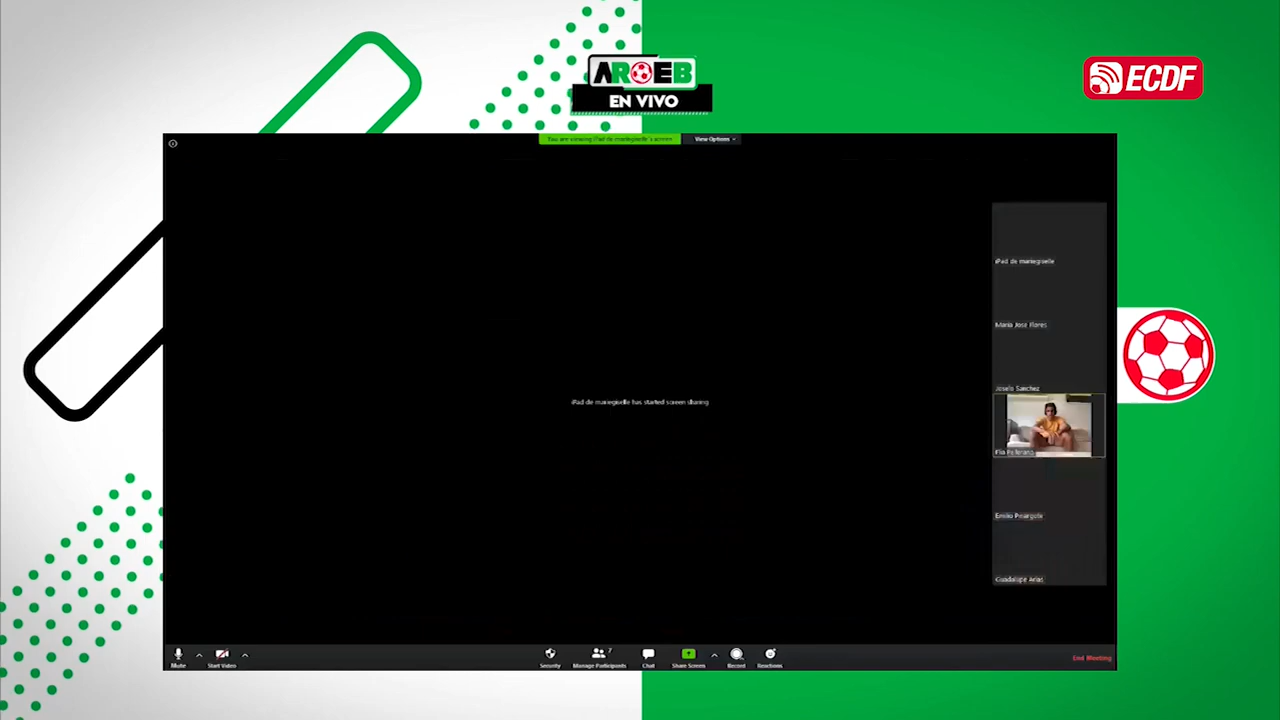 AROEB
EN VIVO
ECDF
You are viewing iPad de mariegiselle's screen
View Options
iPad de mariegiselle
Maria Jose Flores
Joselo Sanchez
iPad de mariegiselle has started screen sharing
Emilio
Guadalupe Arias
Mute
Start Video
Security
Manage Participants
7
Chat
Share Screen
Record
Reactions
End Meeting